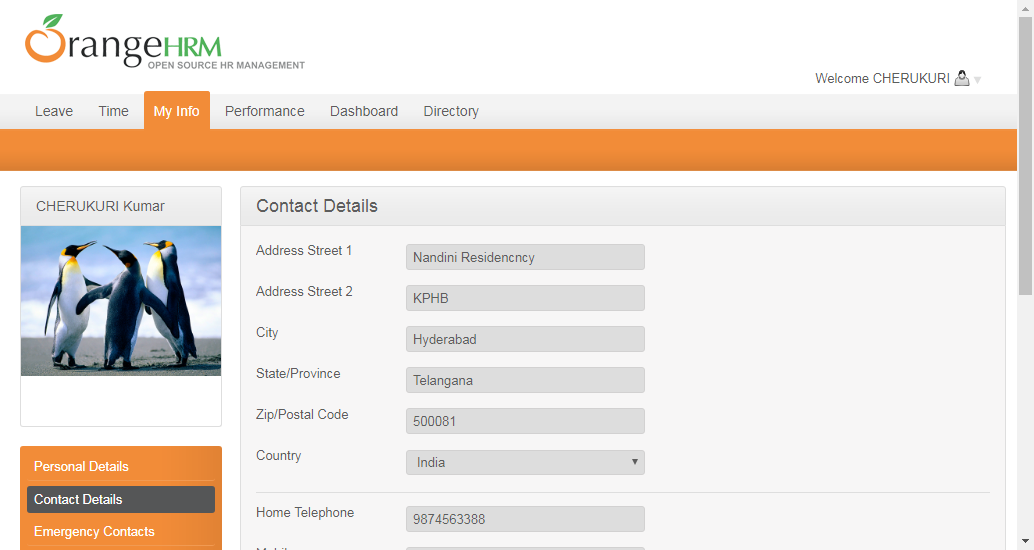 OrangeHRM
OPEN SOURCE HR MANAGEMENT
Welcome CHERUKURI
Leave Time My Info Performance Dashboard Directory
CHERUKURI Kumar
Contact Details
Address Street 1 Nandini Residencncy
Address Street 2 KPHB
City Hyderabad
State/Province Telangana
Zip/Postal Code 500081
Country India
Personal Details
Contact Details
Emergency Contacts
Home Telephone 9874563388